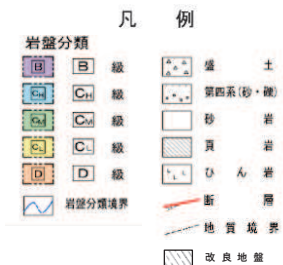 凡 例
岩盤分類
B B 級
CH CH 級
CM CM 級
CL CL 級
D D 級
岩盤分類境界
盛 土
第四系(砂・礫)
砂 岩
頁 岩
ひ ん 岩
断 層
地 質 境 界
改 良 地 盤